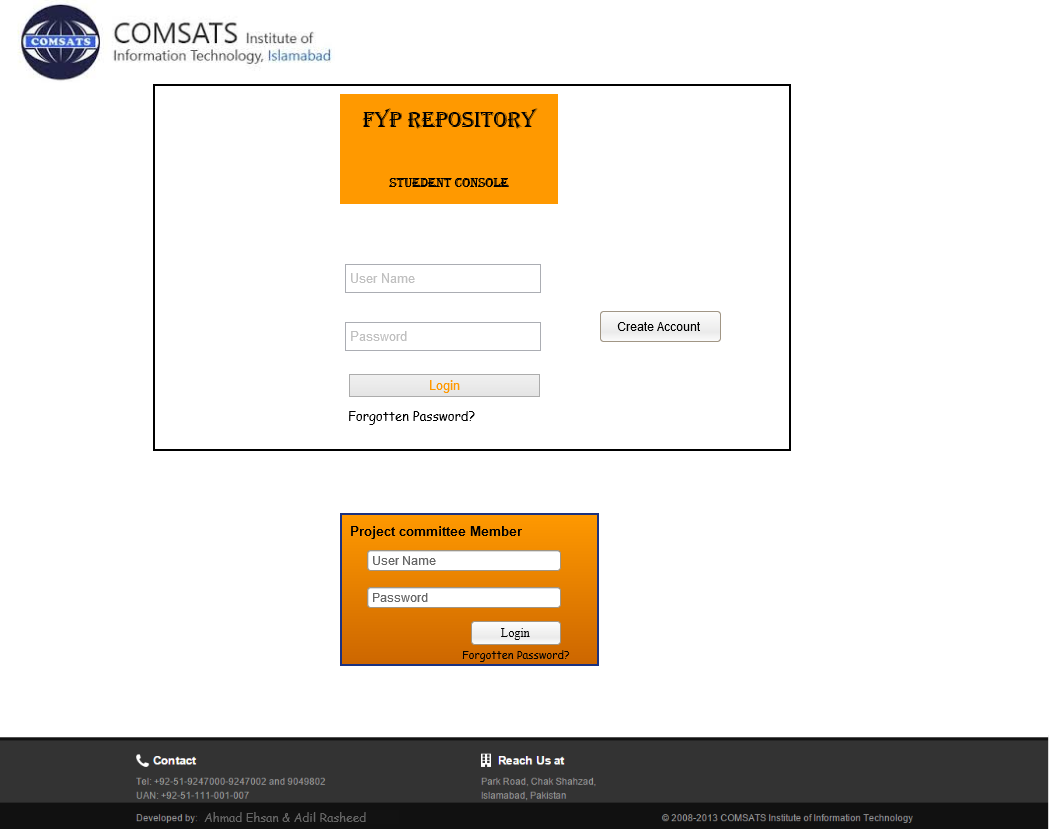 COMSATS
COMSATS Institute of
Information Technology, Islamabad
FYP REPOSITORY
STUEDENT CONSOLE
User Name
Password
Create Account
Login
Forgotten Password?
Project committee Member
User Name
Password
Login
Forgotten Password?
Contact
Tel: +92-51-9247000-9247002 and 9049802
UAN: +92-51-111-001-007
Reach Us at
Park Road, Chak Shahzad,
Islamabad, Pakistan
Developed by: Ahmad Ehsan & Adil Rasheed
© 2008-2013 COMSATS Institute of Information Technology